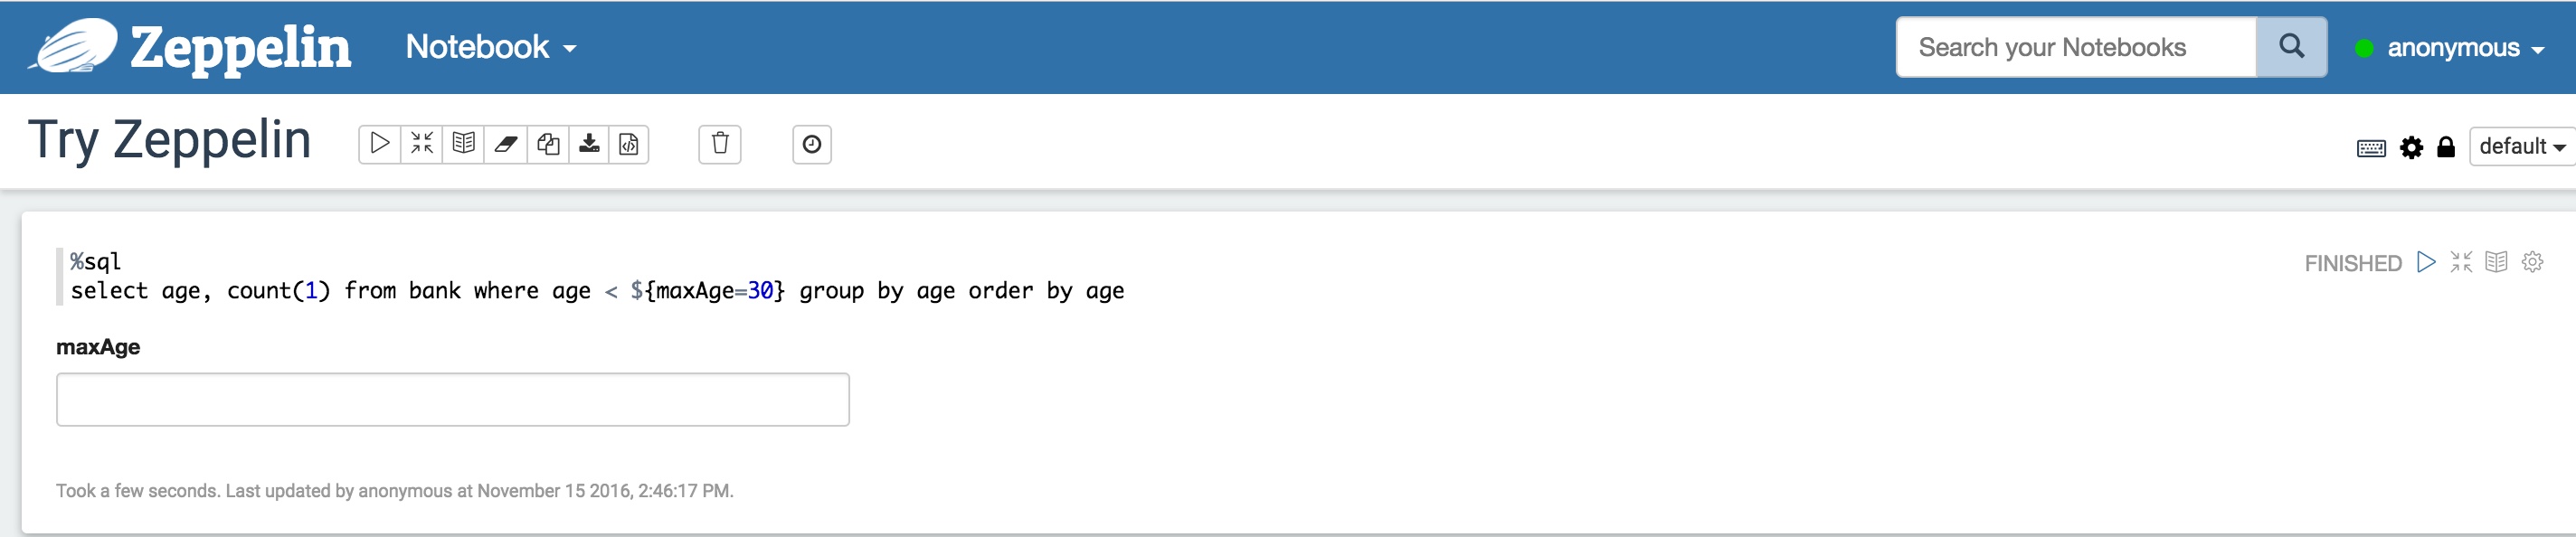 Zeppelin Notebook Search your Notebooks anonymous
Try Zeppelin default
%sql
FINISHED
select age, count(1) from bank where age < ${maxAge=30} group by age order by age
maxAge
Took a few seconds. Last updated by anonymous at November 15 2016, 2:46:17 PM.